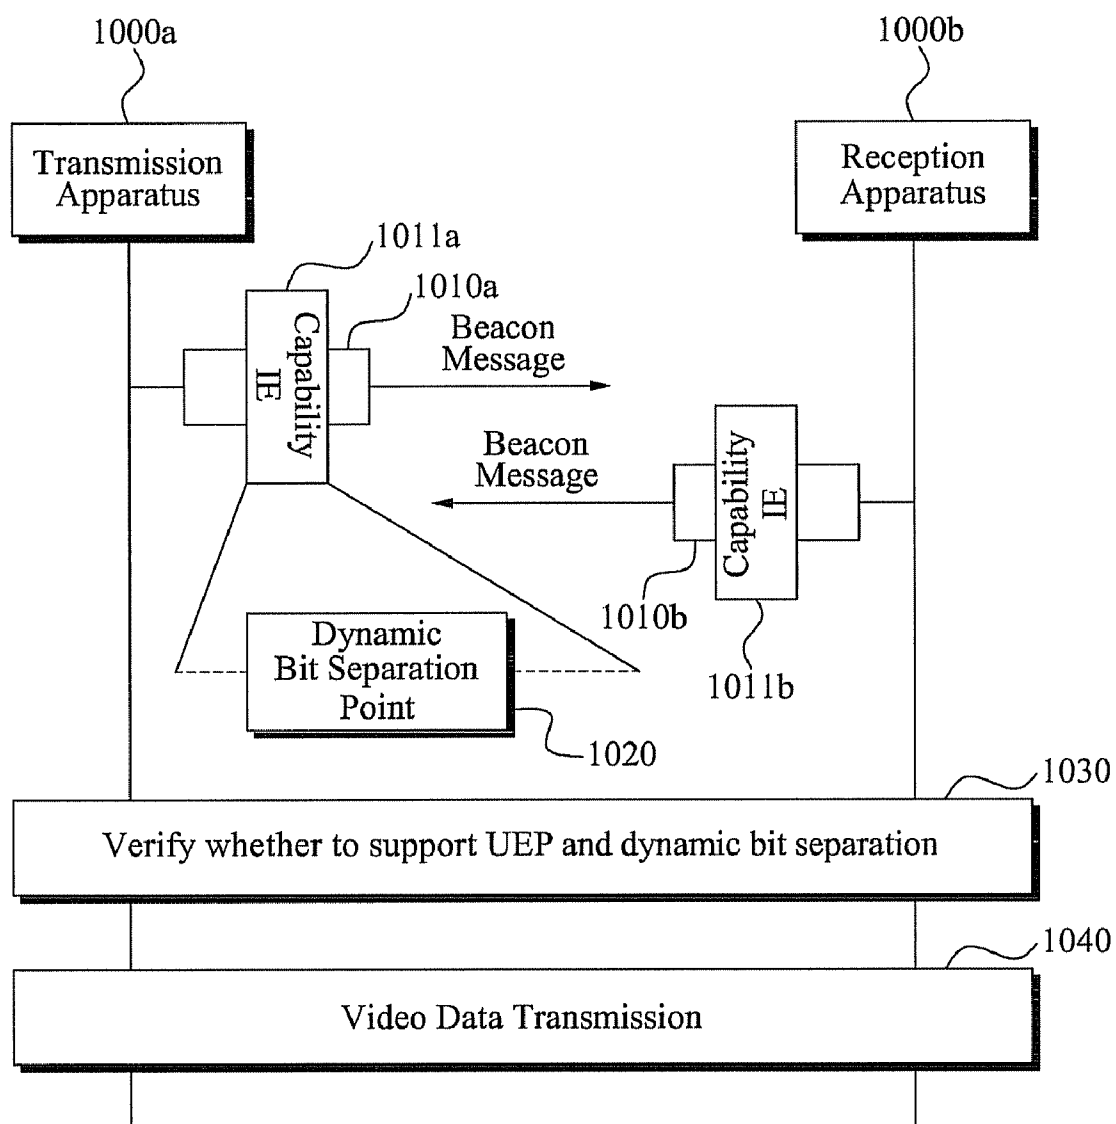 1000a
1000b
Transmission
Apparatus
Reception
Apparatus
1011a
1010a
Capability
IE
Beacon
Message
Beacon
Message
Capability
IE
1010b
1011b
Dynamic
Bit Separation
Point
1020
1030
Verify whether to support UEP and dynamic bit separation
1040
Video Data Transmission